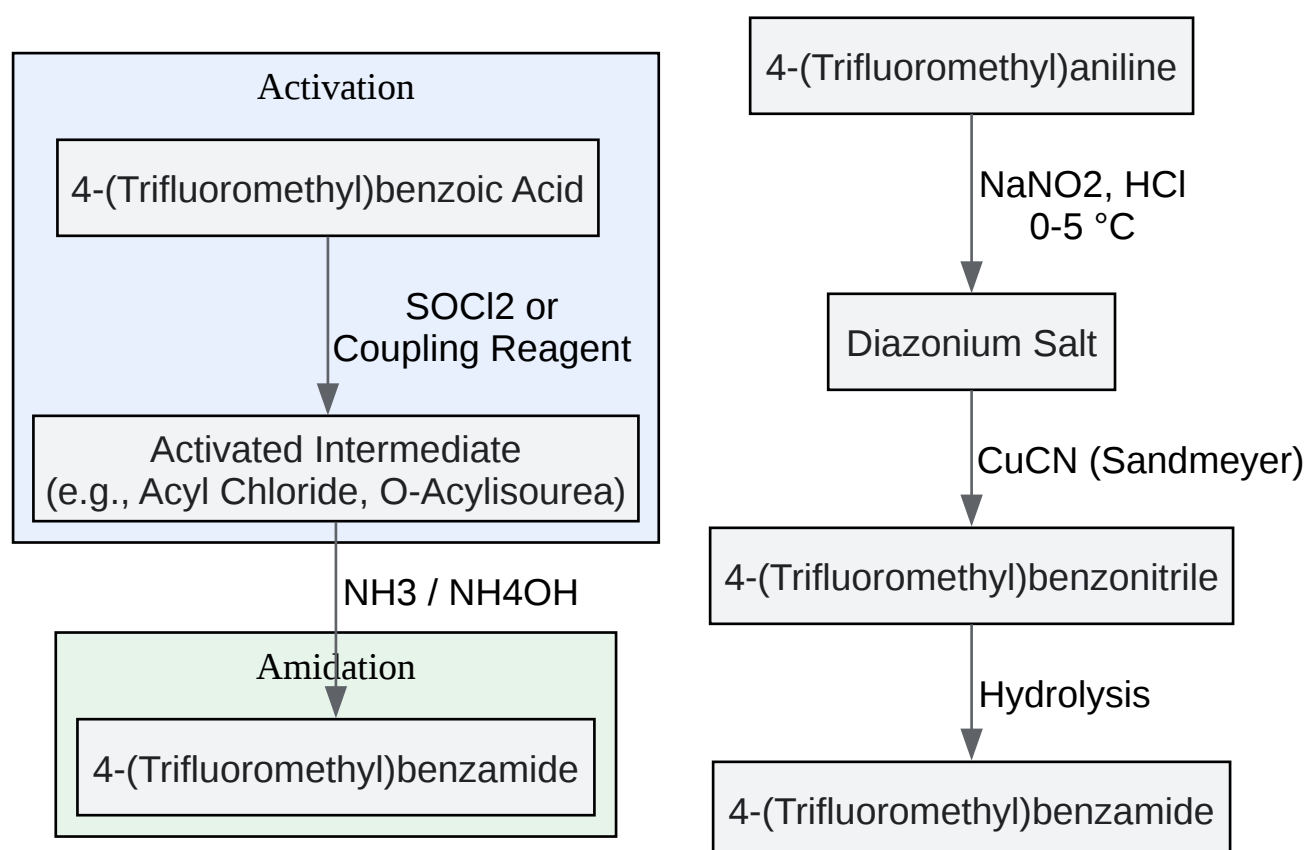 Activation
4-(Trifluoromethyl)benzoic Acid
SOCl2 or
Coupling Reagent
Activated Intermediate
(e.g., Acyl Chloride, O-Acylisourea)
NH3 / NH4OH
Amidation
4-(Trifluoromethyl)benzamide
4-(Trifluoromethyl)aniline
NaNO2, HCl
0-5 °C
Diazonium Salt
CuCN (Sandmeyer)
4-(Trifluoromethyl)benzonitrile
Hydrolysis
4-(Trifluoromethyl)benzamide